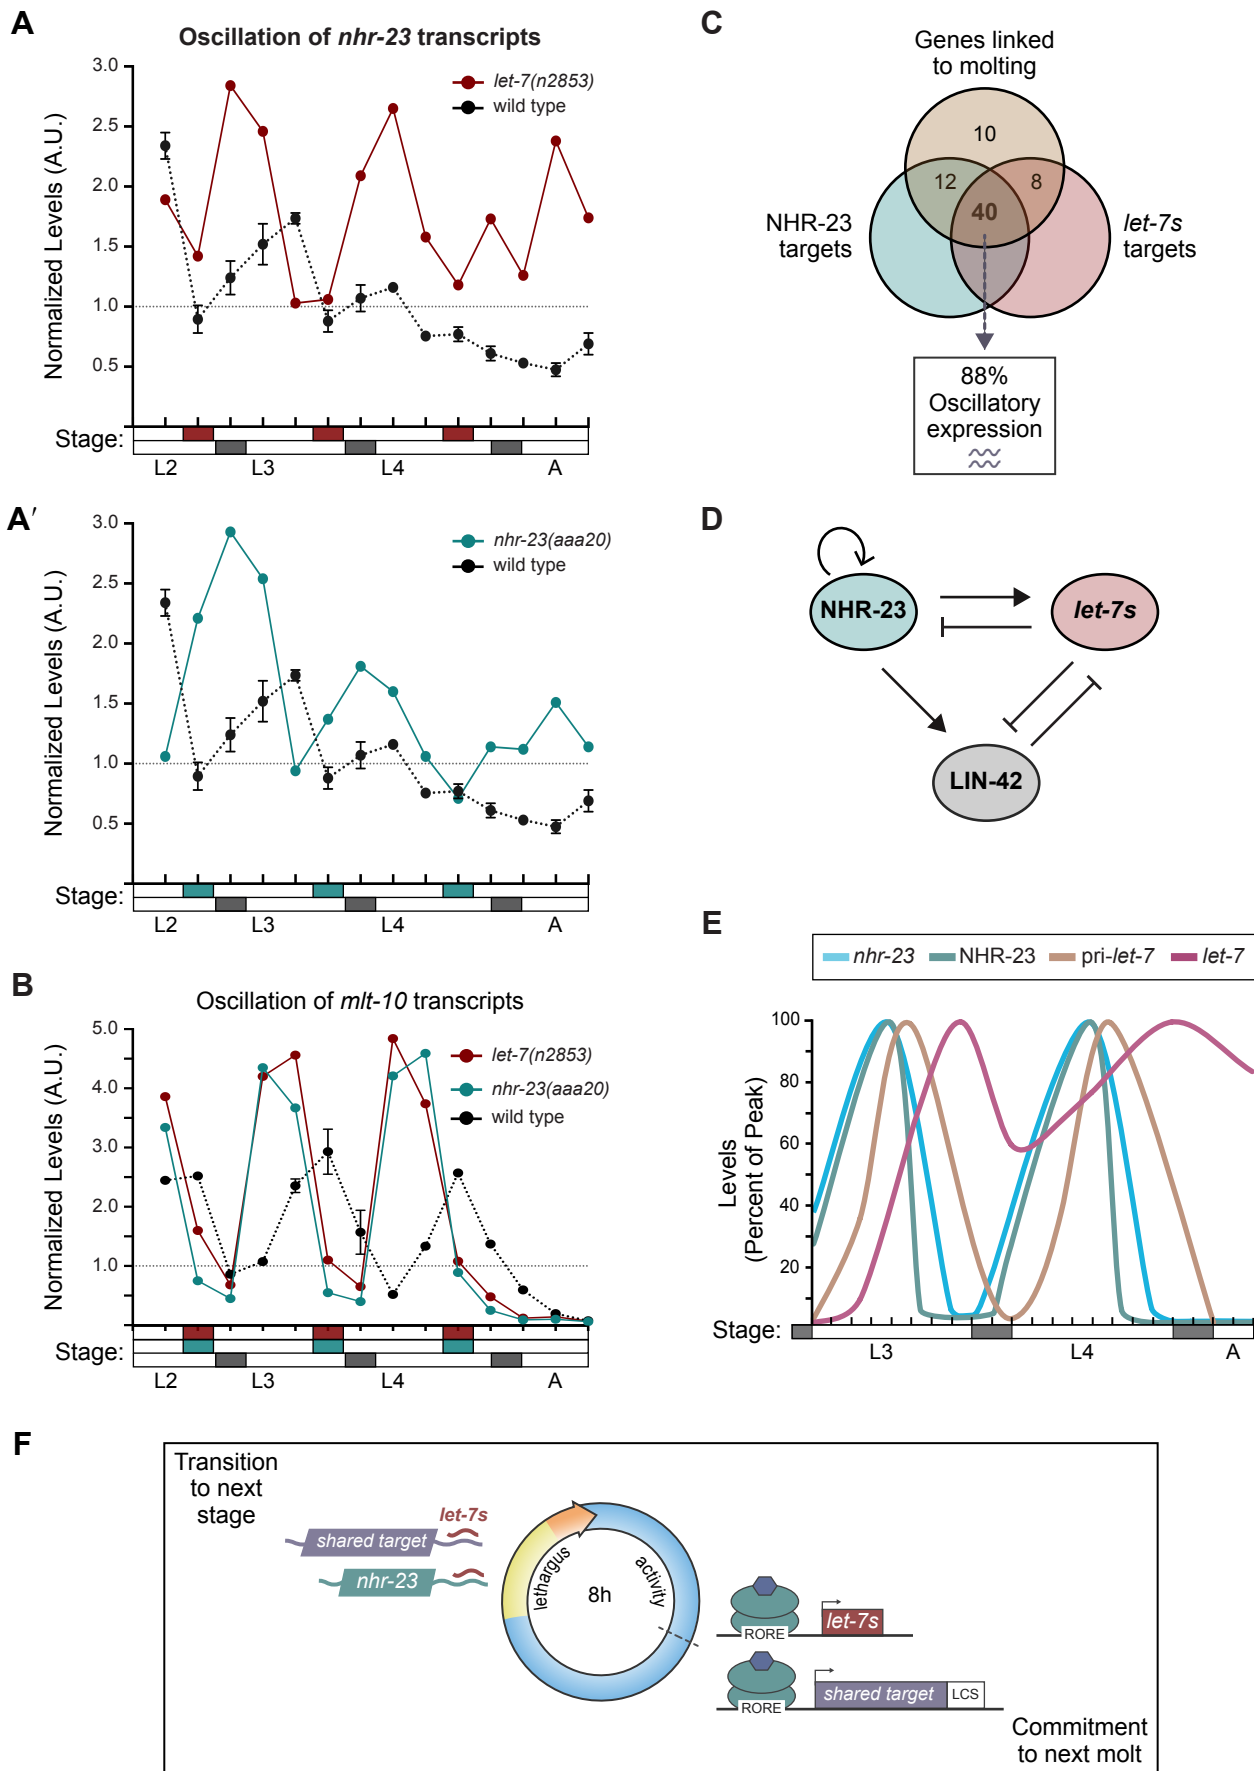 A
Oscillation of nhr-23 transcripts
Normalized Levels (A.U.)
3.0
2.5
2.0
1.5
1.0
0.5
let-7(n2853)
wild type
Stage:
L2 L3 L4 A
A′
Normalized Levels (A.U.)
3.0
2.5
2.0
1.5
1.0
0.5
nhr-23(aaa20)
wild type
Stage:
L2 L3 L4 A
B
Oscillation of mlt-10 transcripts
Normalized Levels (A.U.)
5.0
4.0
3.0
2.0
1.0
let-7(n2853)
nhr-23(aaa20)
wild type
Stage:
L2 L3 L4 A
C
Genes linked
to molting
10
12 8
40
NHR-23
targets
let-7s
targets
88%
Oscillatory
expression
D
NHR-23
let-7s
LIN-42
E
nhr-23 NHR-23 pri-let-7 let-7
Levels
(Percent of Peak)
100
80
60
40
20
Stage:
L3 L4 A
F
Transition
to next
stage
let-7s
shared target
nhr-23
lethargus
8h
activity
RORE
let-7s
RORE
shared target
LCS
Commitment
to next molt